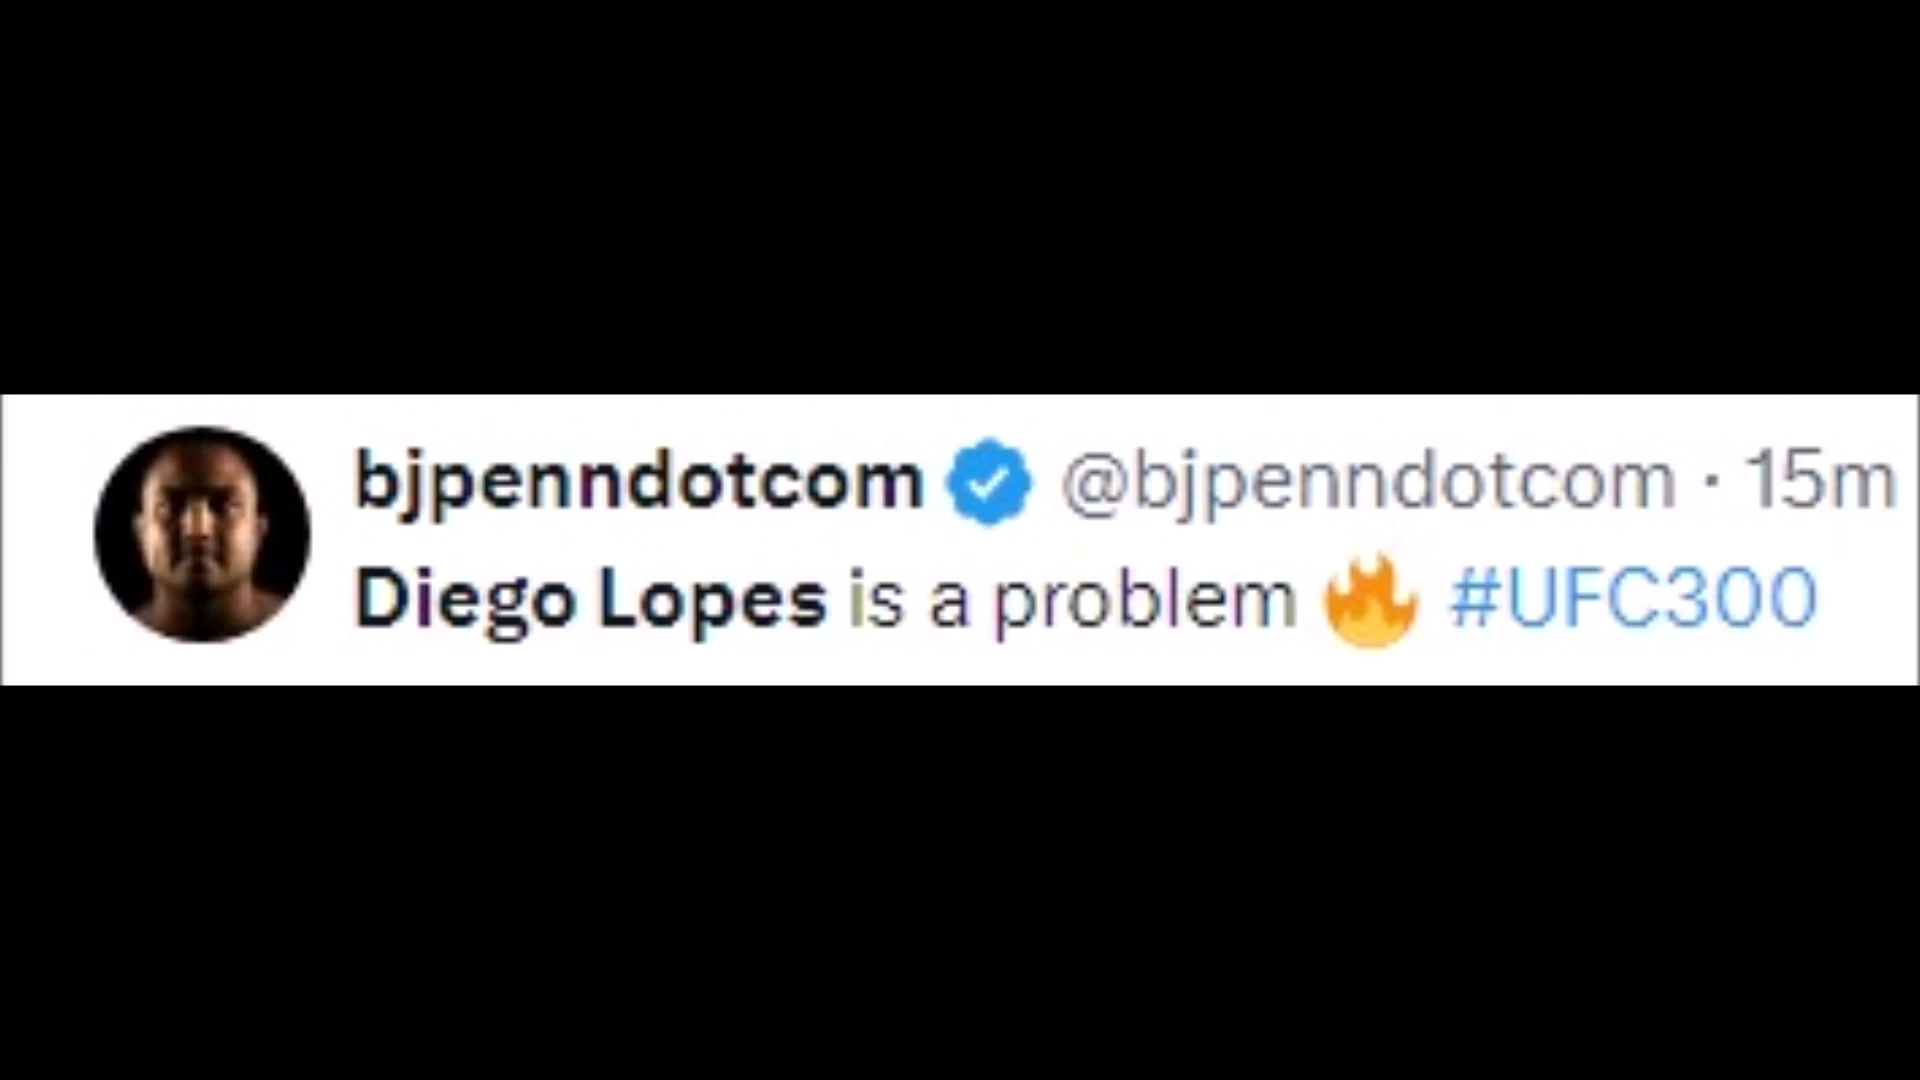 bjpenndotcom @bjpenndotcom · 15m
Diego Lopes is a problem 🔥 #UFC300